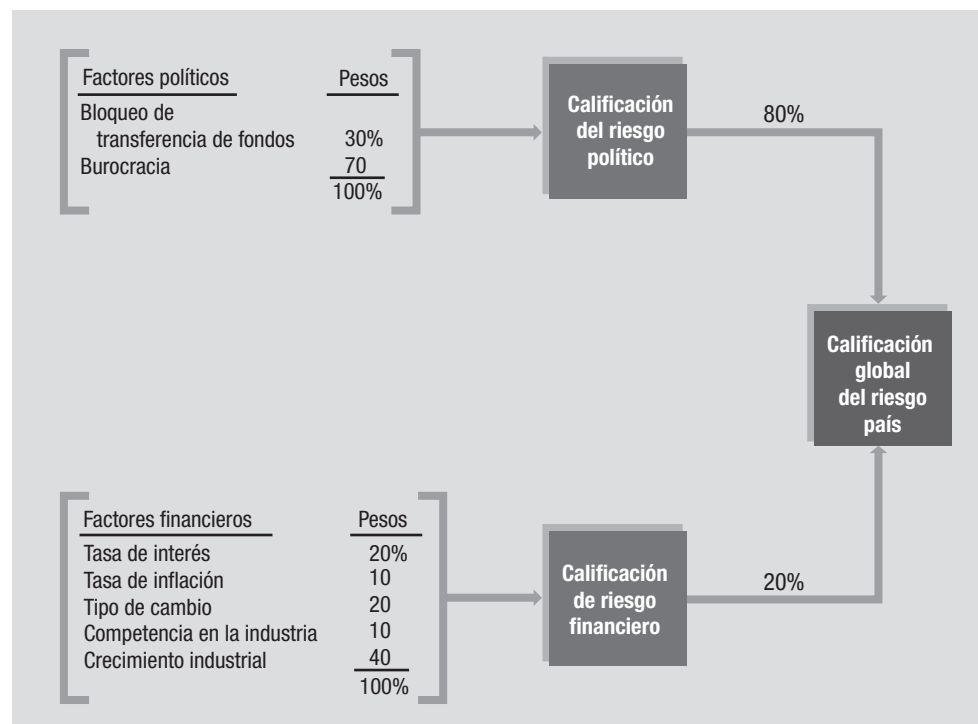 Factores políticos Pesos
Bloqueo de
transferencia de fondos 30%
Burocracia 70
100%
Calificación
del riesgo
político
80%
Calificación
global
del riesgo
país
Factores financieros Pesos
Tasa de interés 20%
Tasa de inflación 10
Tipo de cambio 20
Competencia en la industria 10
Crecimiento industrial 40
100%
Calificación
de riesgo
financiero
20%